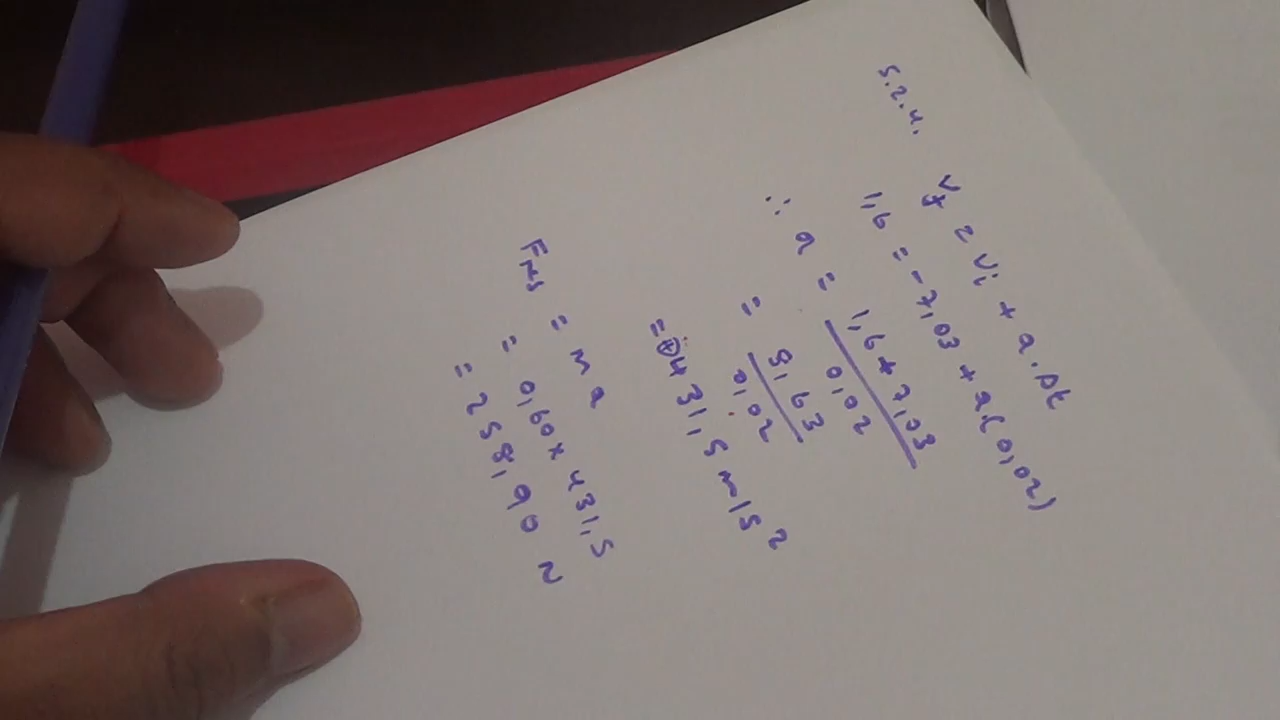 5.2.4.
Vf = Vi + a.Δt
1,6 = -7,03 + a(0,02)
∴ a = 1,6 + 7,03
0,02
= 8,63
0,02
= +431,5 m/s2
FNS = ma
= 0,60 x 431,5
= 258,90 N